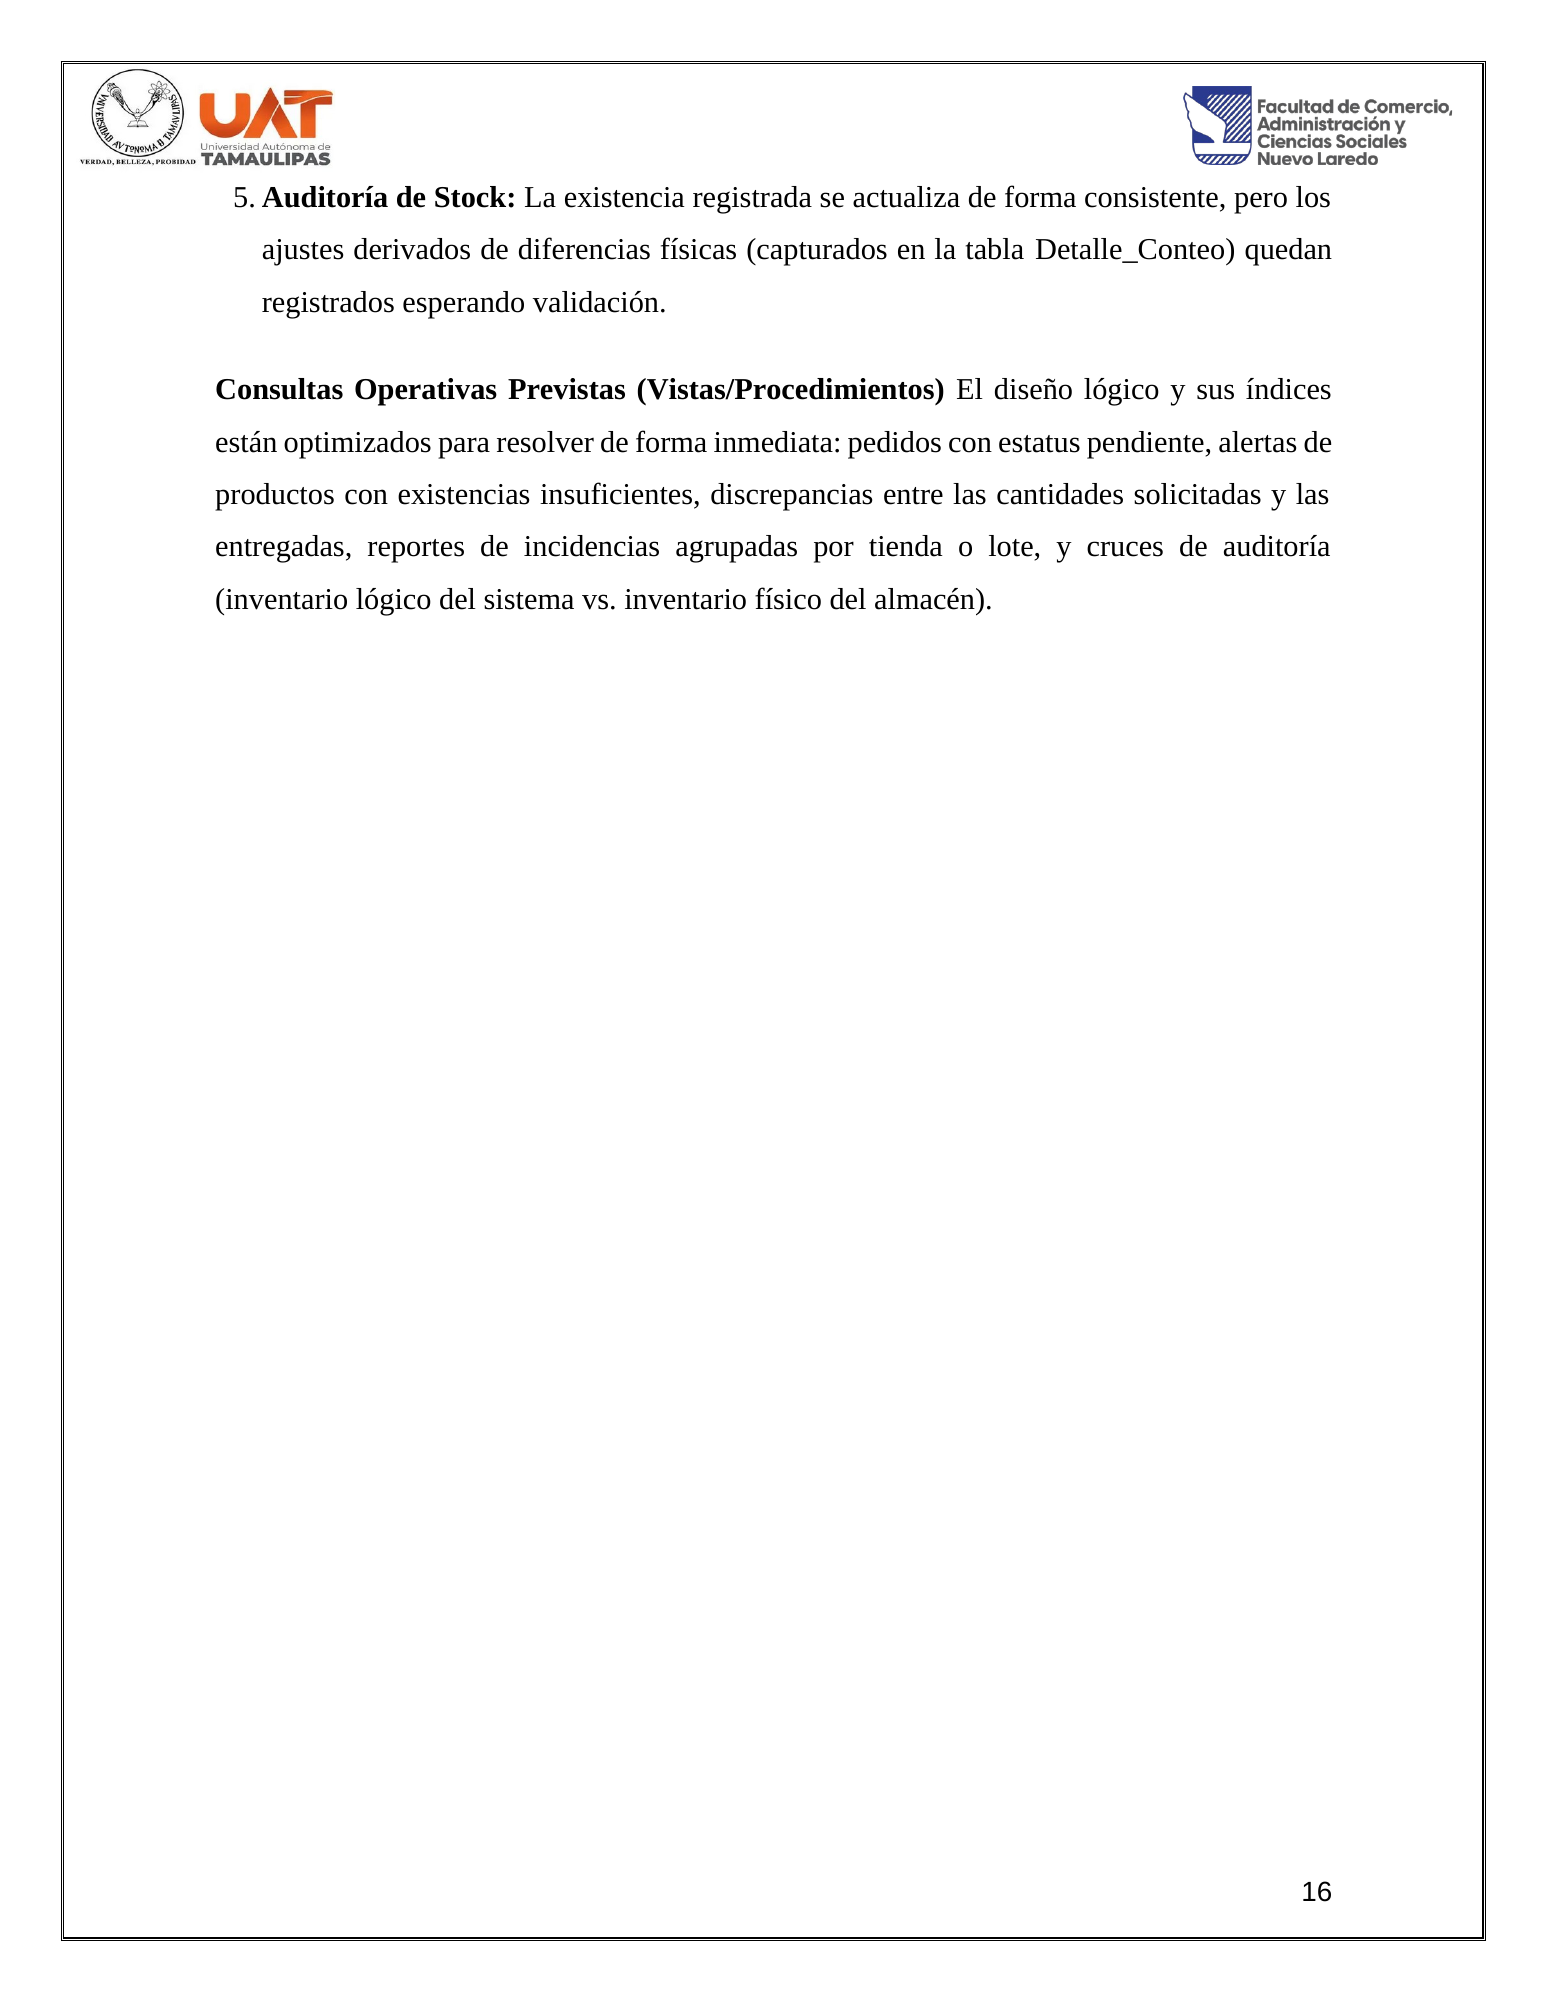 VNIVERSIDAD AVTONOMA D TAMAVLIPAS
VERDAD, BELLEZA, PROBIDAD
UAT
Universidad Autónoma de
TAMAULIPAS
Facultad de Comercio,
Administración y
Ciencias Sociales
Nuevo Laredo
5. Auditoría de Stock: La existencia registrada se actualiza de forma consistente, pero los
ajustes derivados de diferencias físicas (capturados en la tabla Detalle_Conteo) quedan
registrados esperando validación.
Consultas Operativas Previstas (Vistas/Procedimientos) El diseño lógico y sus índices
están optimizados para resolver de forma inmediata: pedidos con estatus pendiente, alertas de
productos con existencias insuficientes, discrepancias entre las cantidades solicitadas y las
entregadas, reportes de incidencias agrupadas por tienda o lote, y cruces de auditoría
(inventario lógico del sistema vs. inventario físico del almacén).
16